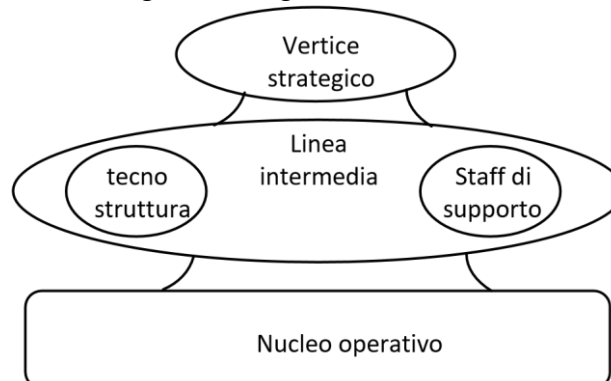 Vertice
strategico
Linea
intermedia
tecno
struttura
Staff di
supporto
Nucleo operativo